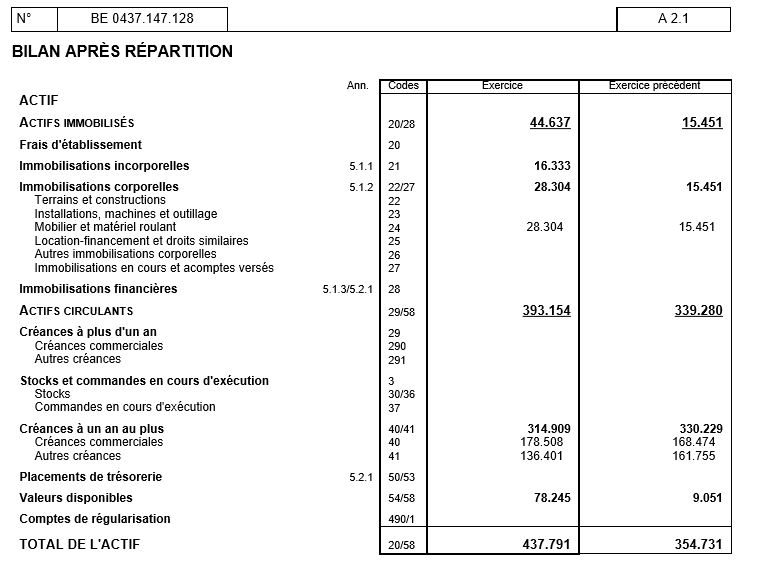 N° BE 0437.147.128 A 2.1
BILAN APRÈS RÉPARTITION
Ann. Codes Exercice Exercice précédent
ACTIF
ACTIFS IMMOBILISÉS 20/28 44.637 15.451
Frais d'établissement 20
Immobilisations incorporelles 5.1.1 21 16.333
Immobilisations corporelles 5.1.2 22/27 28.304 15.451
Terrains et constructions 22
Installations, machines et outillage 23
Mobilier et matériel roulant 24 28.304 15.451
Location-financement et droits similaires 25
Autres immobilisations corporelles 26
Immobilisations en cours et acomptes versés 27
Immobilisations financières 5.1.3/5.2.1 28
ACTIFS CIRCULANTS 29/58 393.154 339.280
Créances à plus d'un an 29
Créances commerciales 290
Autres créances 291
Stocks et commandes en cours d'exécution 3
Stocks 30/36
Commandes en cours d'exécution 37
Créances à un an au plus 40/41 314.909 330.229
Créances commerciales 40 178.508 168.474
Autres créances 41 136.401 161.755
Placements de trésorerie 5.2.1 50/53
Valeurs disponibles 54/58 78.245 9.051
Comptes de régularisation 490/1
TOTAL DE L'ACTIF 20/58 437.791 354.731